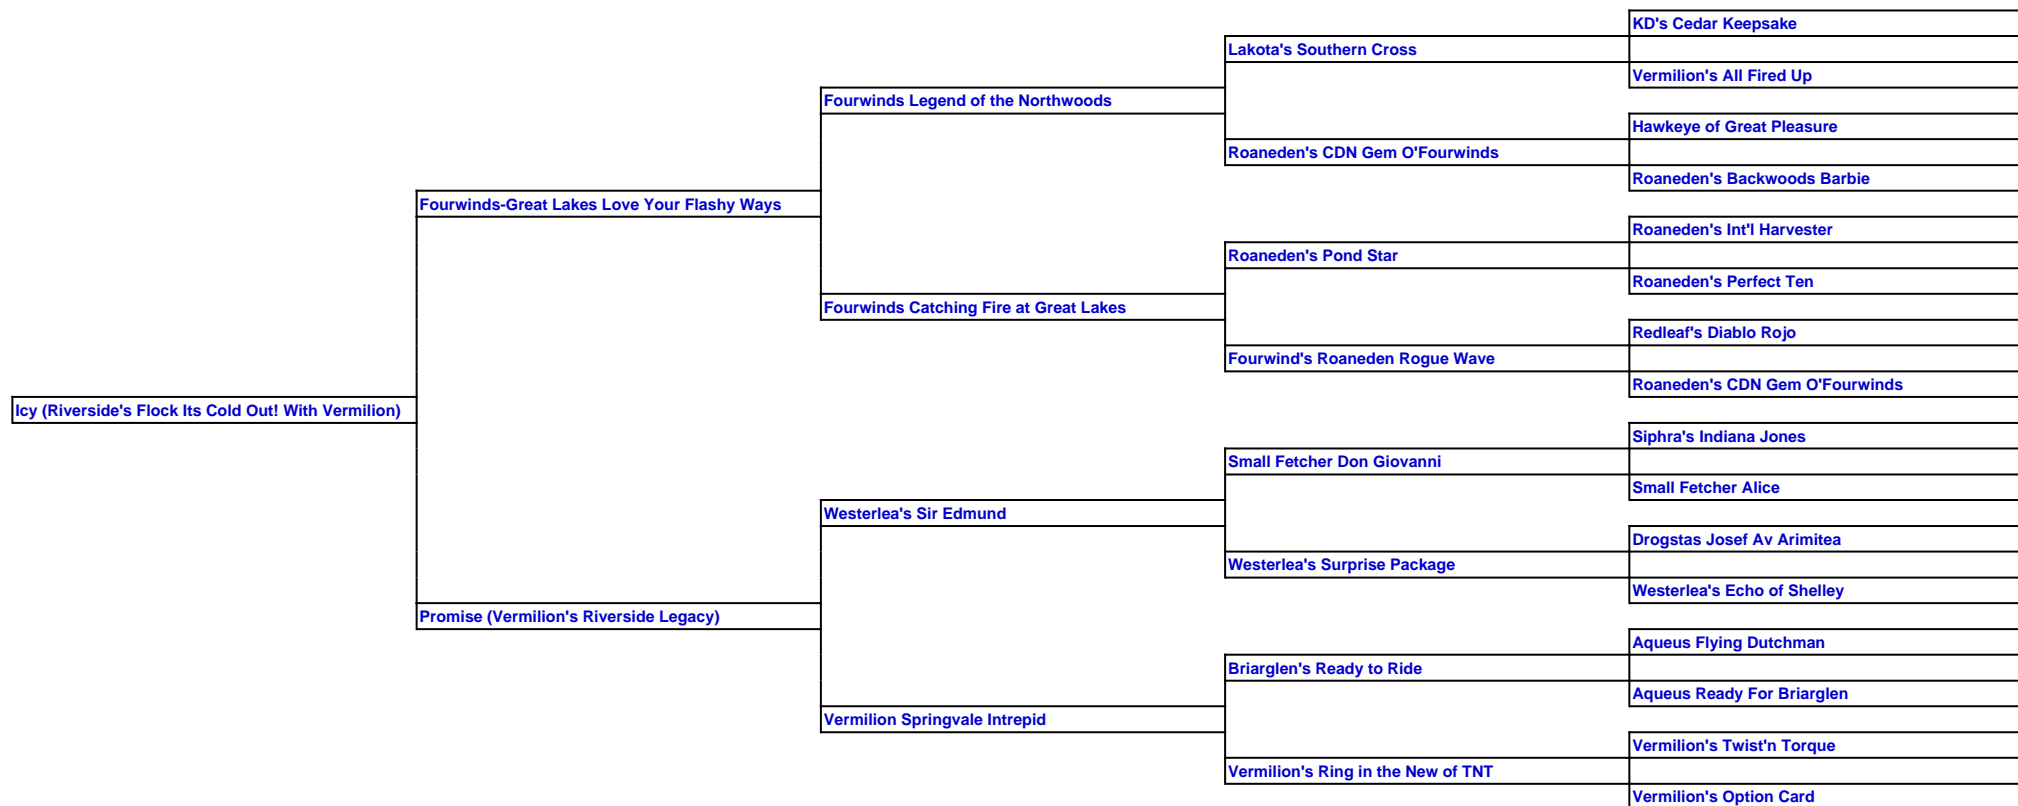 KD's Cedar Keepsake
Lakota's Southern Cross
Vermilion's All Fired Up
Fourwinds Legend of the Northwoods
Hawkeye of Great Pleasure
Roaneden's CDN Gem O'Fourwinds
Roaneden's Backwoods Barbie
Fourwinds-Great Lakes Love Your Flashy Ways
Roaneden's Int'l Harvester
Roaneden's Pond Star
Roaneden's Perfect Ten
Fourwinds Catching Fire at Great Lakes
Redleaf's Diablo Rojo
Fourwind's Roaneden Rogue Wave
Roaneden's CDN Gem O'Fourwinds
Icy (Riverside's Flock Its Cold Out! With Vermilion)
Siphra's Indiana Jones
Small Fetcher Don Giovanni
Small Fetcher Alice
Westerlea's Sir Edmund
Drogstas Josef Av Arimitea
Westerlea's Surprise Package
Westerlea's Echo of Shelley
Promise (Vermilion's Riverside Legacy)
Aqueus Flying Dutchman
Briarglen's Ready to Ride
Aqueus Ready For Briarglen
Vermilion Springvale Intrepid
Vermilion's Twist'n Torque
Vermilion's Ring in the New of TNT
Vermilion's Option Card